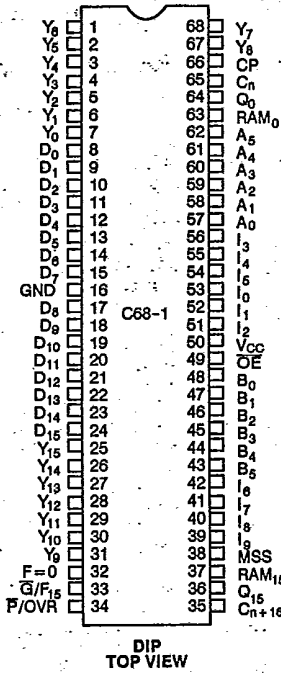 Y₆ 1 68 Y₇
Y₅ 2 67 Y₈
Y₄ 3 66 CP
Y₃ 4 65 Cₙ
Y₂ 5 64 Q₀
Y₁ 6 63 RAM₀
Y₀ 7 62 A₅
D₀ 8 61 A₄
D₁ 9 60 A₃
D₂ 10 59 A₂
D₃ 11 58 A₁
D₄ 12 57 A₀
D₅ 13 56 I₃
D₆ 14 55 I₄
D₇ 15 54 I₅
GND 16 53 I₀
D₈ 17 C68-1 52 I₁
D₉ 18 51 I₂
D₁₀ 19 50 V_CC
D₁₁ 20 49 O̅E̅
D₁₂ 21 48 B₀
D₁₃ 22 47 B₁
D₁₄ 23 46 B₂
D₁₅ 24 45 B₃
Y₁₅ 25 44 B₄
Y₁₄ 26 43 B₅
Y₁₃ 27 42 I₆
Y₁₂ 28 41 I₇
Y₁₁ 29 40 I₈
Y₁₀ 30 39 I₉
Y₉ 31 38 MSS
F=0 32 37 RAM₁₅
G̅/F₁₅ 33 36 Q₁₅
P̅/OVR 34 35 Cₙ₊₁₆
DIP
TOP VIEW